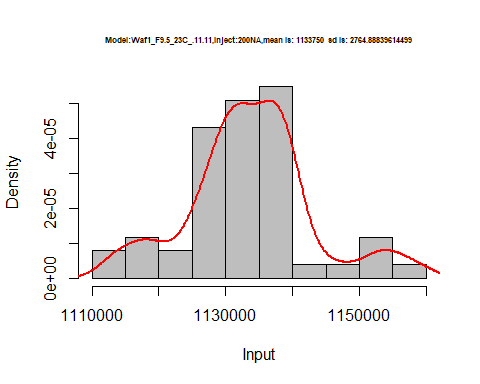 Model:Waf1_F9.5_23C_.11.11,Inject:200NA,mean is: 1133750  sd is: 2764.88839614499
Density
4e-05
2e-05
0e+00
1110000
1130000
1150000
Input